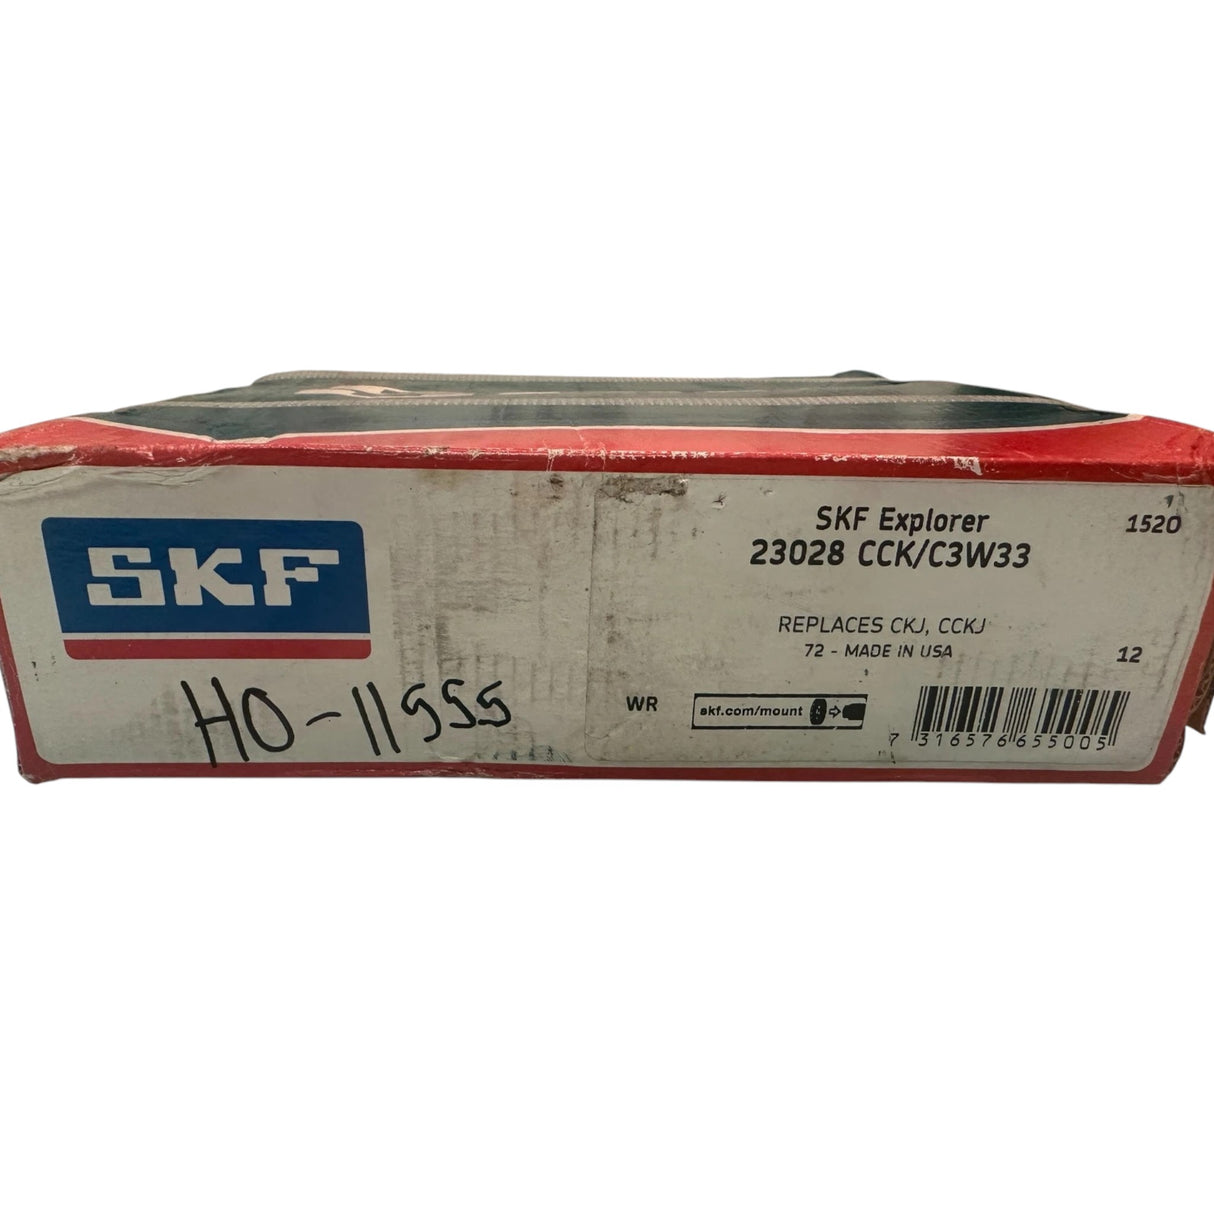 SKF
HO-11555
SKF Explorer
1520
23028 CCK/C3W33
REPLACES CKJ, CCKJ
72 - MADE IN USA
12
WR
skf.com/mount
7 316576 655005